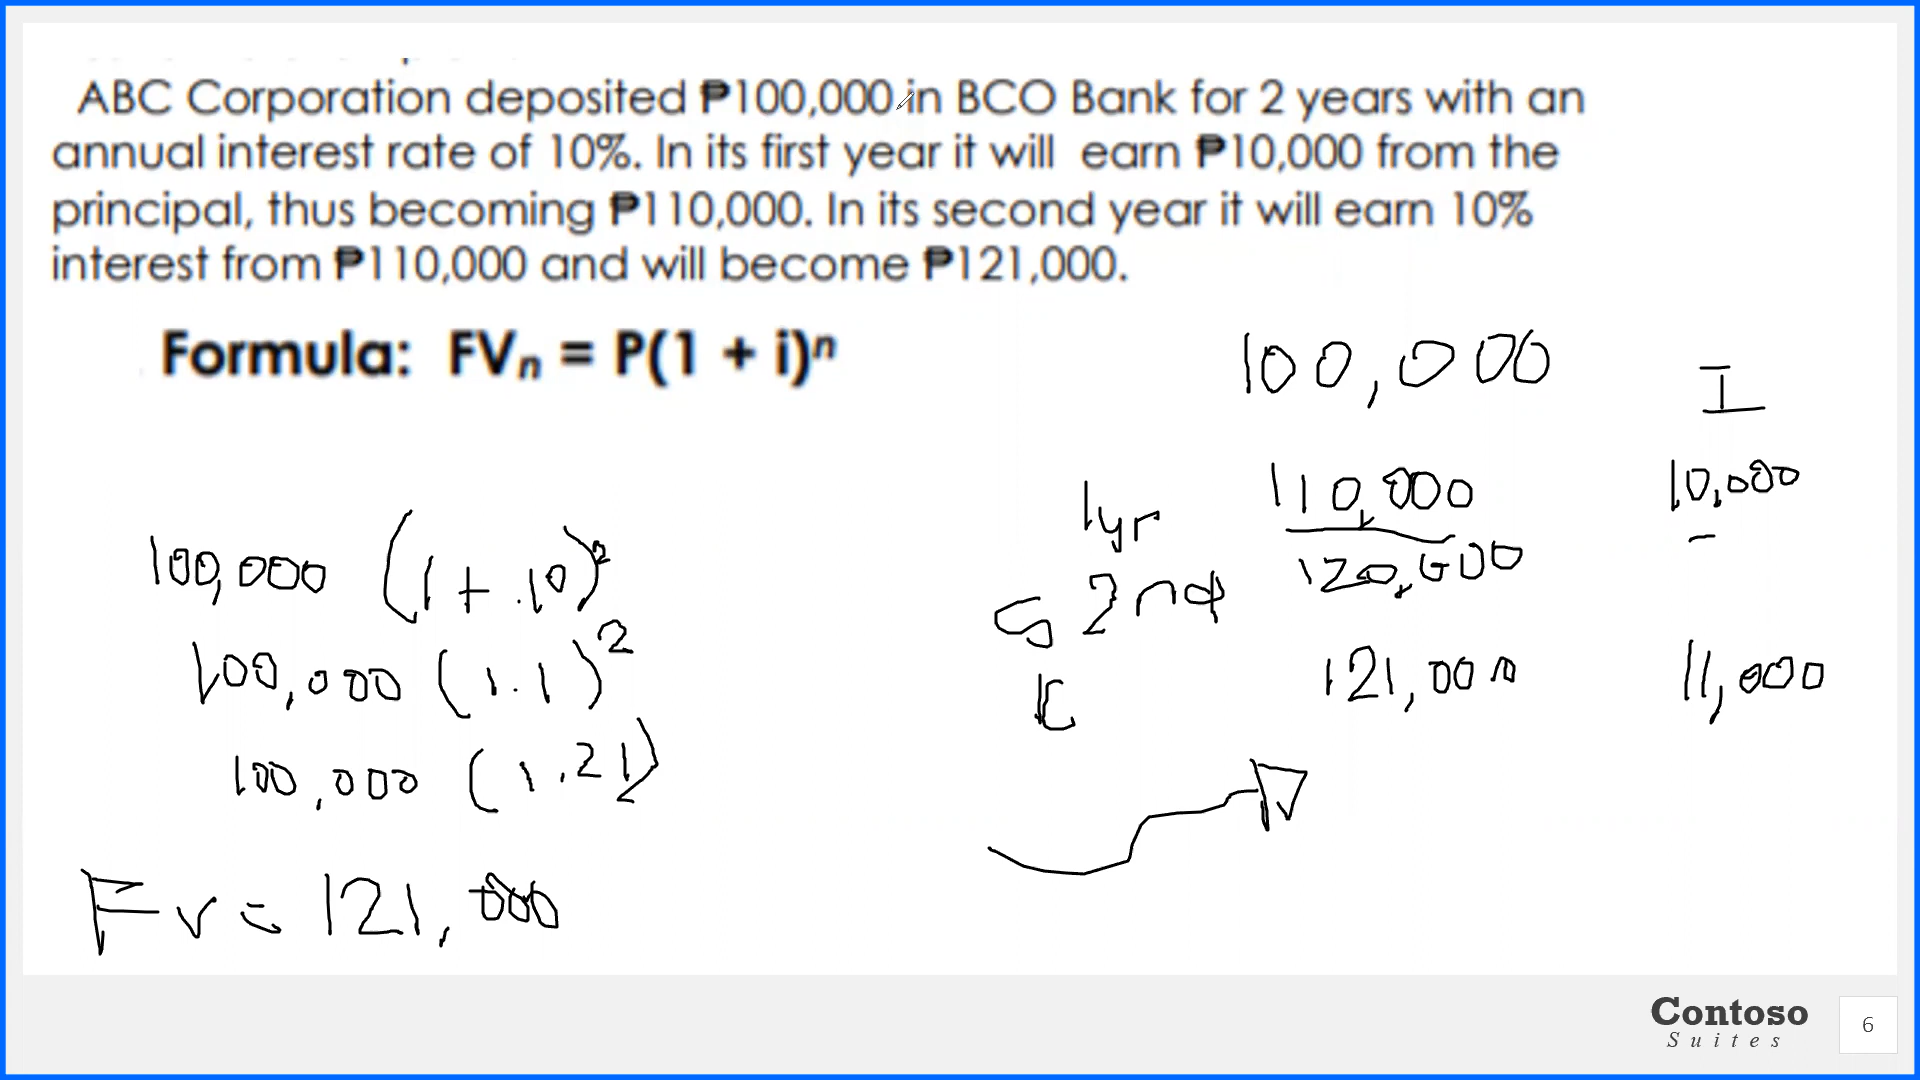 ABC Corporation deposited ₱100,000 in BCO Bank for 2 years with an
annual interest rate of 10%. In its first year it will earn ₱10,000 from the
principal, thus becoming ₱110,000. In its second year it will earn 10%
interest from ₱110,000 and will become ₱121,000.
Formula: FVn = P(1 + i)ⁿ
100,000 (1 + .10)²
100,000 (1.1)²
100,000 (1.21)
Fv = 121,000
100,000 I
1yr 110,000 10,000
S 2nd 120,000
C 121,000 11,000
Contoso
Suites
6